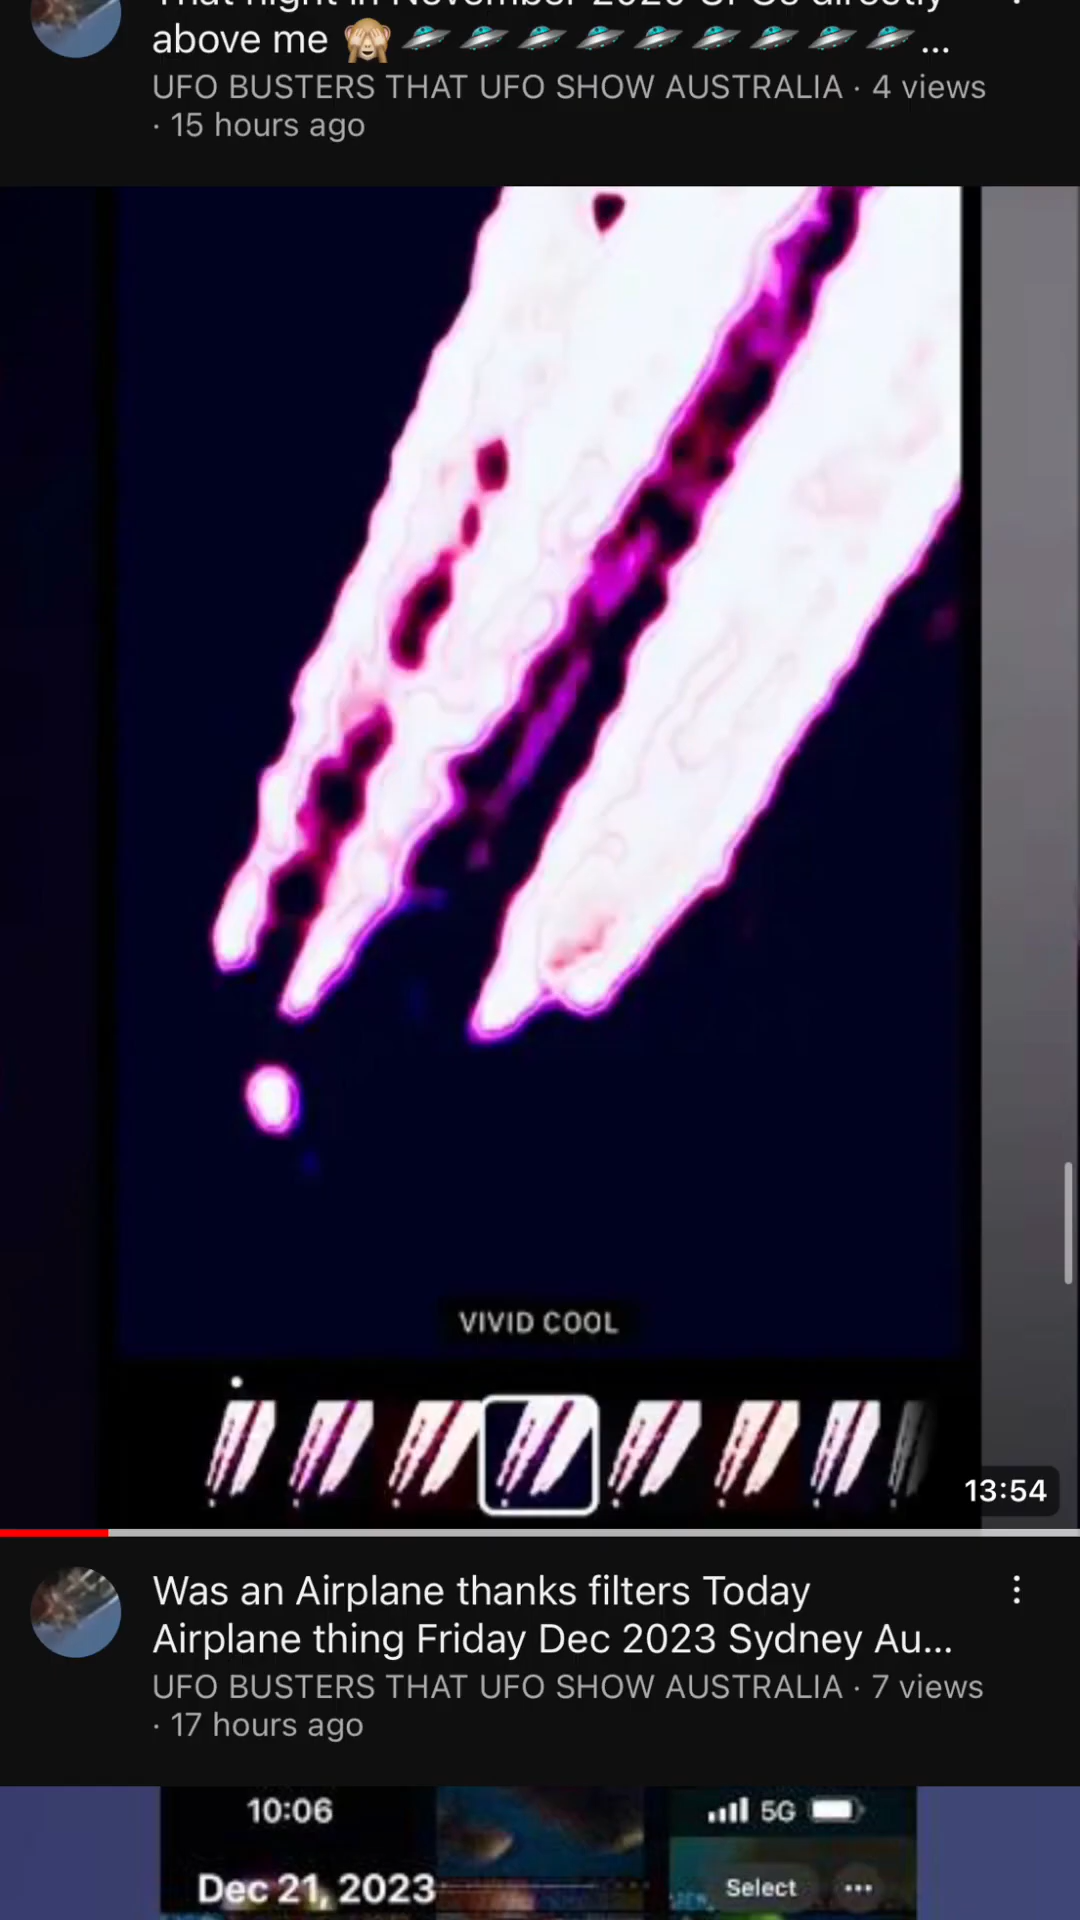 above me 🙈 🛸 🛸 🛸 🛸 🛸 🛸 🛸 🛸 🛸 ...
UFO BUSTERS THAT UFO SHOW AUSTRALIA · 4 views
· 15 hours ago
VIVID COOL
13:54
Was an Airplane thanks filters Today
Airplane thing Friday Dec 2023 Sydney Au...
UFO BUSTERS THAT UFO SHOW AUSTRALIA · 7 views
· 17 hours ago
10:06 5G
Dec 21, 2023 Select ...